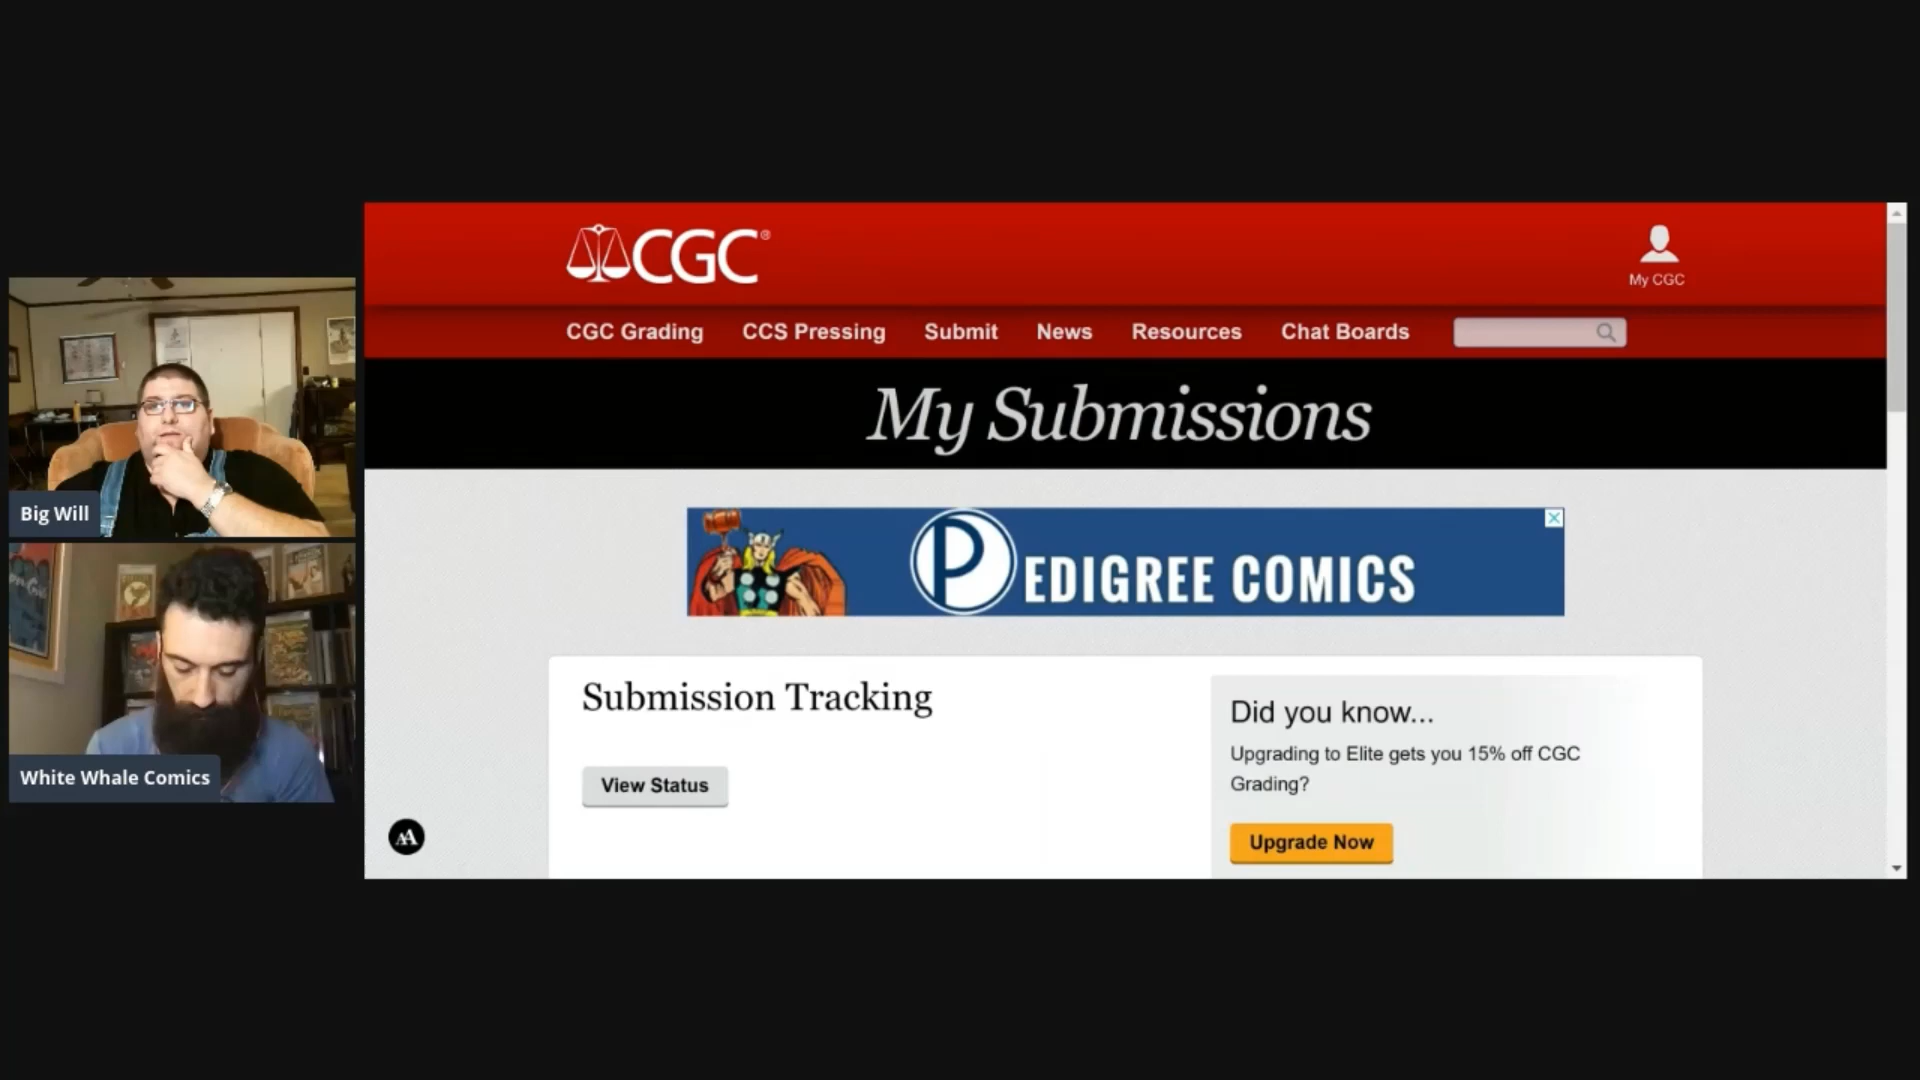 CGC®
My CGC
CGC Grading CCS Pressing Submit News Resources Chat Boards
My Submissions
PEDIGREE COMICS
Submission Tracking
View Status
Did you know...
Upgrading to Elite gets you 15% off CGC
Grading?
Upgrade Now
AA
Big Will
White Whale Comics